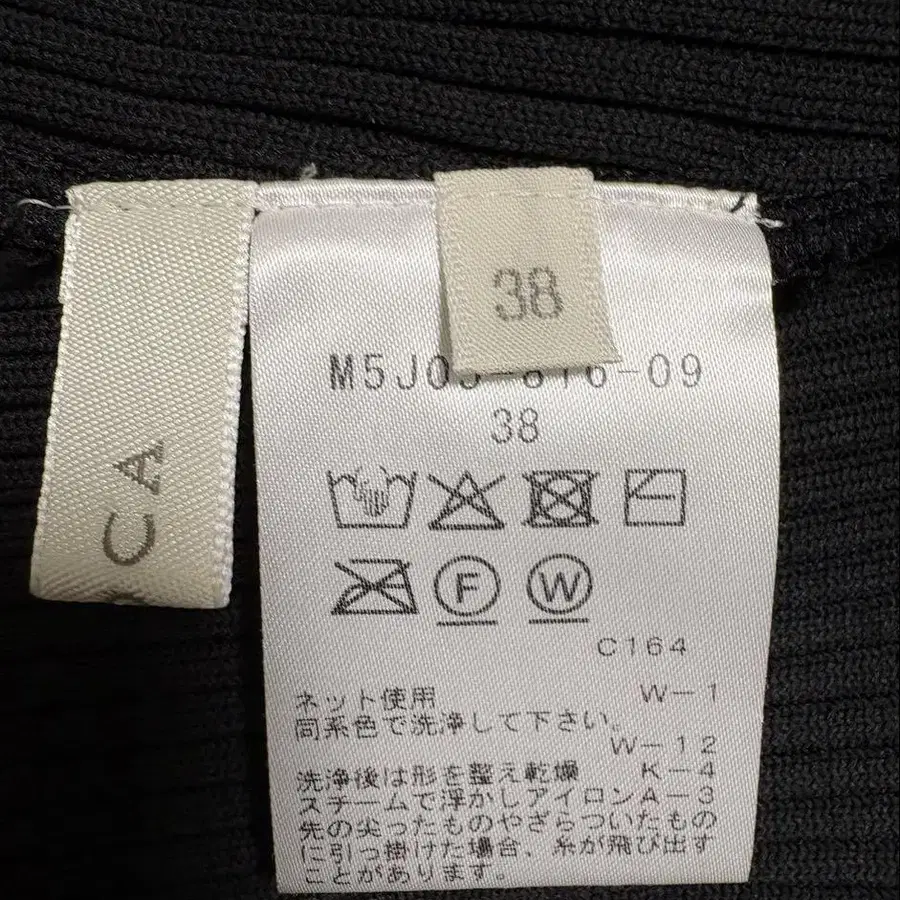 CA
38
38
F W
C164
ネット使用 W-1
同系色で洗浄して下さい。
W-12
洗浄後は形を整え乾燥 K-4
スチームで浮かしアイロンA-3
先の尖ったものやざらついたもの
に引っ掛けた場合、糸が飛び出す
ことがあります。